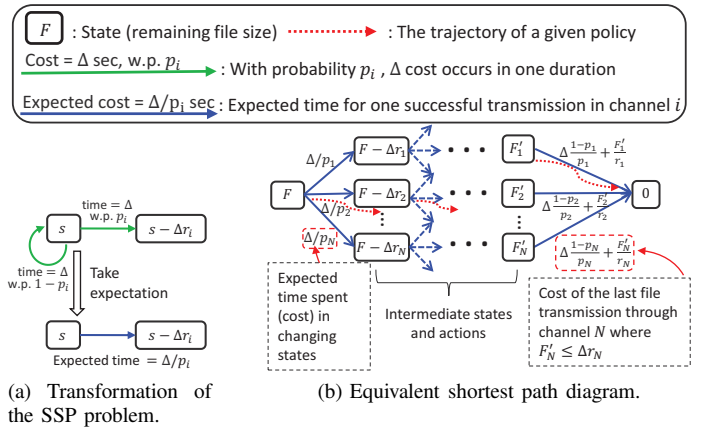 F : State (remaining file size) : The trajectory of a given policy
Cost = Δ sec, w.p. p_i : With probability p_i , Δ cost occurs in one duration
Expected cost = Δ/p_i sec : Expected time for one successful transmission in channel i
time = Δ
w.p. p_i
s
s − Δr_i
time = Δ
w.p. 1 − p_i
Take
expectation
s
s − Δr_i
Expected time = Δ/p_i
(a) Transformation of
the SSP problem.
F
Δ/p_1
Δ/p_2
Δ/p_N
F − Δr_1
F − Δr_2
⋮
F − Δr_N
• • •
• • •
• • •
F'_1
F'_2
⋮
F'_N
Δ (1−p_1)/p_1 + F'_1/r_1
Δ (1−p_2)/p_2 + F'_2/r_2
Δ (1−p_N)/p_N + F'_N/r_N
0
Expected
time spent
(cost) in
changing
states
Intermediate states
and actions
Cost of the last file
transmission through
channel N where
F'_N ≤ Δr_N
(b) Equivalent shortest path diagram.